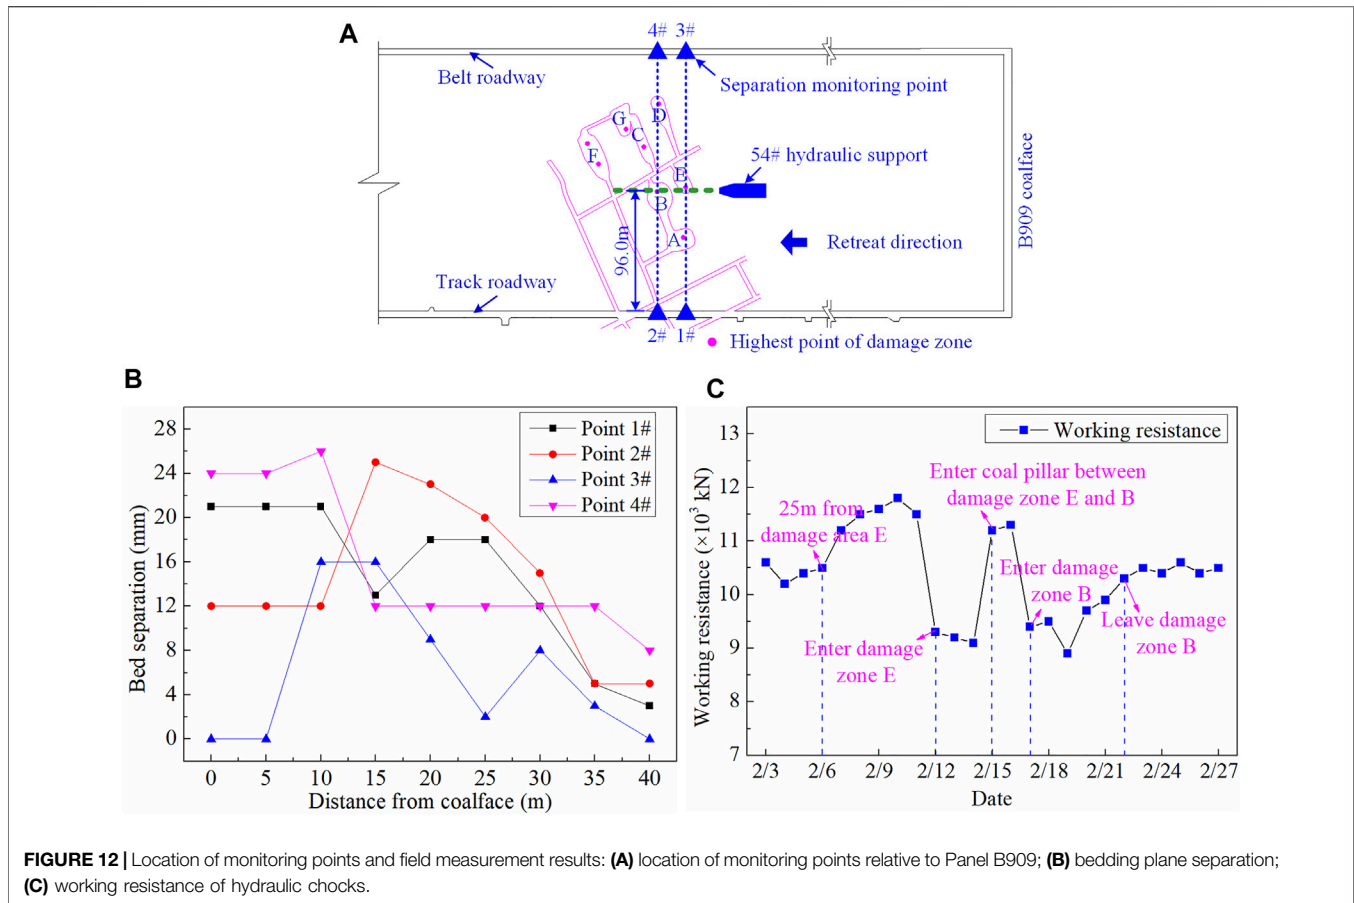 A
4# 3#
Belt roadway
Separation monitoring point
G
D
C
F
54# hydraulic support
E
B
B909 coalface
A
96.0m
Retreat direction
Track roadway
2# 1#
Highest point of damage zone
B
28
24
20
16
12
8
4
0
Bed separation (mm)
Point 1#
Point 2#
Point 3#
Point 4#
0 5 10 15 20 25 30 35 40
Distance from coalface (m)
C
13
12
11
10
9
8
7
Working resistance (×10³ kN)
Working resistance
Enter coal pillar between
damage zone E and B
25m from
damage area E
Enter damage
zone B
Enter damage
zone E
Leave damage
zone B
2/3 2/6 2/9 2/12 2/15 2/18 2/21 2/24 2/27
Date
FIGURE 12 | Location of monitoring points and field measurement results: (A) location of monitoring points relative to Panel B909; (B) bedding plane separation;
(C) working resistance of hydraulic chocks.